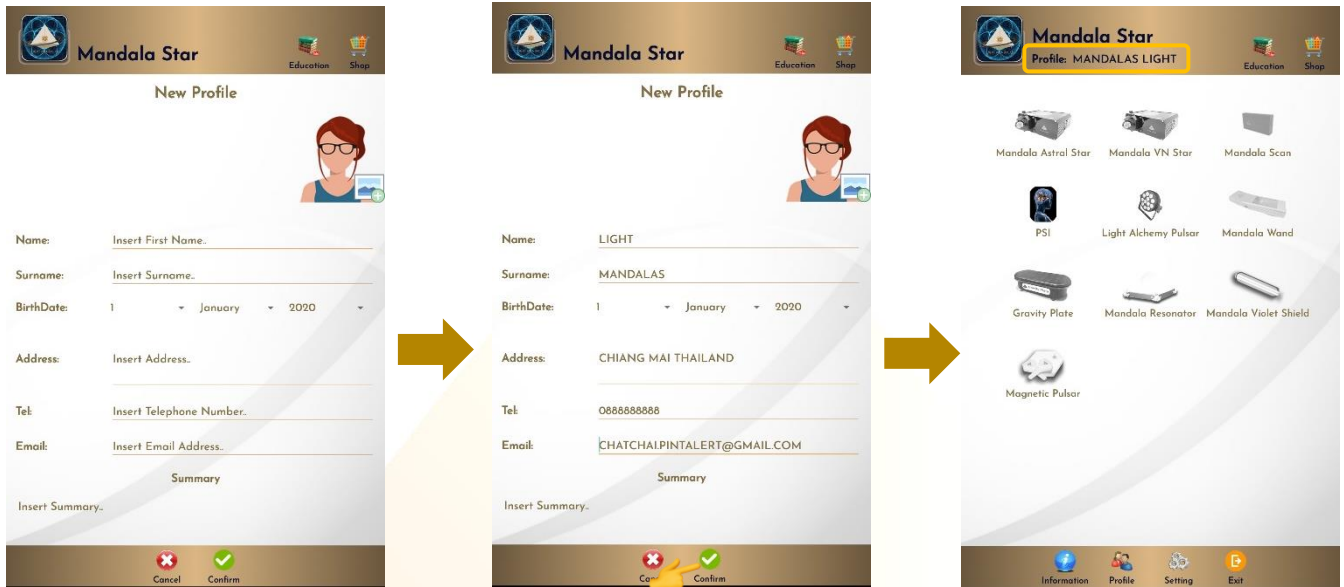 Mandala Star
Education Shop
New Profile
Name: Insert First Name..
Surname: Insert Surname..
BirthDate: 1 January 2020
Address: Insert Address..
Tel: Insert Telephone Number..
Email: Insert Email Address..
Summary
Insert Summary..
Cancel Confirm
Mandala Star
Education Shop
New Profile
Name: LIGHT
Surname: MANDALAS
BirthDate: 1 January 2020
Address: CHIANG MAI THAILAND
Tel: 0888888888
Email: CHATCHAI.PINTALERT@GMAIL.COM
Summary
Insert Summary..
Confirm
Mandala Star
Profile: MANDALAS LIGHT
Education Shop
Mandala Astral Star Mandala VN Star Mandala Scan
PSI Light Alchemy Pulsar Mandala Wand
Gravity Plate Mandala Resonator Mandala Violet Shield
Magnetic Pulsar
Information Profile Setting Exit